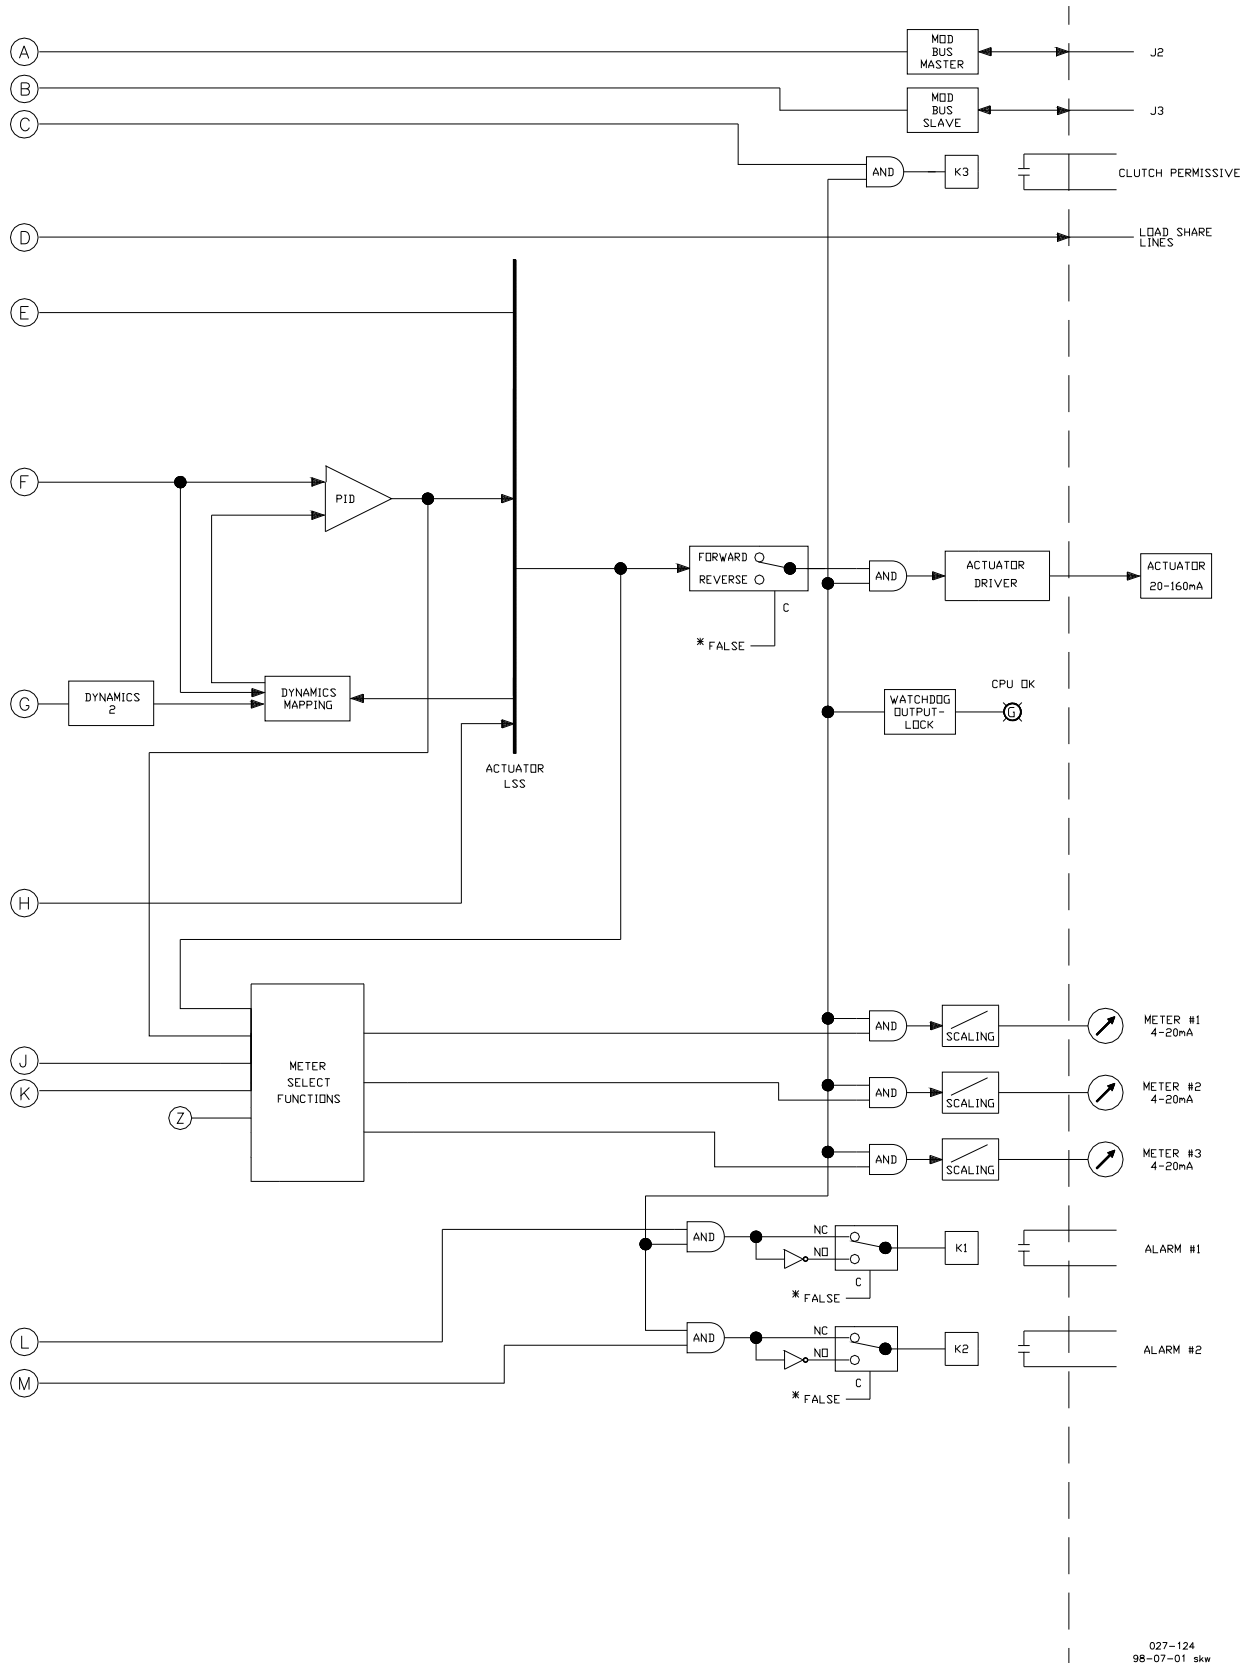 A
MOD
BUS
MASTER
J2
B
MOD
BUS
SLAVE
J3
C
AND
K3
CLUTCH PERMISSIVE
D
LOAD SHARE
LINES
E
F
PID
FORWARD
REVERSE
C
* FALSE
AND
ACTUATOR
DRIVER
ACTUATOR
20-160mA
G
DYNAMICS
2
DYNAMICS
MAPPING
ACTUATOR
LSS
WATCHDOG
OUTPUT-
LOCK
CPU OK
G
H
METER
SELECT
FUNCTIONS
J
K
Z
AND
SCALING
METER #1
4-20mA
AND
SCALING
METER #2
4-20mA
AND
SCALING
METER #3
4-20mA
AND
NC
NO
C
* FALSE
K1
ALARM #1
L
AND
NC
NO
C
* FALSE
K2
ALARM #2
M
027-124
98-07-01 skw